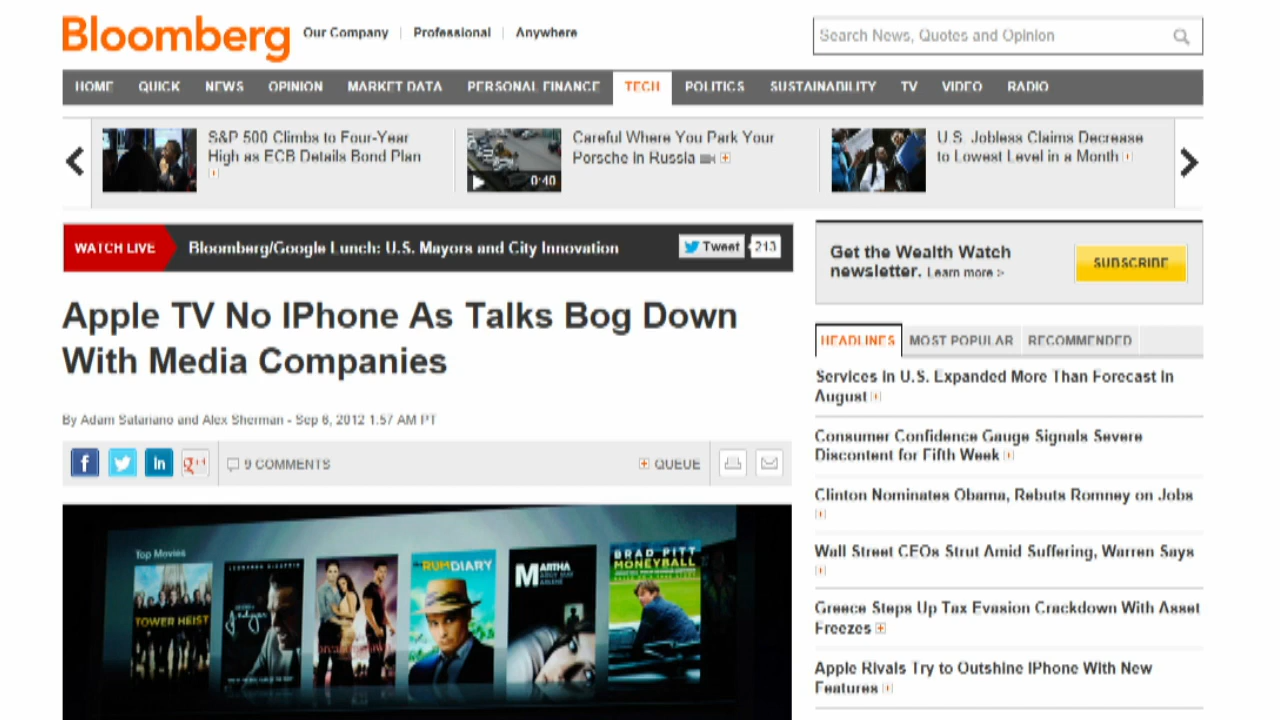 Bloomberg
Our Company | Professional | Anywhere
Search News, Quotes and Opinion
HOME QUICK NEWS OPINION MARKET DATA PERSONAL FINANCE TECH POLITICS SUSTAINABILITY TV VIDEO RADIO
S&P 500 Climbs to Four-Year
High as ECB Details Bond Plan
0:40
Careful Where You Park Your
Porsche in Russia
U.S. Jobless Claims Decrease
to Lowest Level in a Month
WATCH LIVE
Bloomberg/Google Lunch: U.S. Mayors and City Innovation
Tweet 213
Get the Wealth Watch
newsletter. Learn more >
SUBSCRIBE
Apple TV No IPhone As Talks Bog Down
With Media Companies
By Adam Satariano and Alex Sherman - Sep 6, 2012 1:57 AM PT
9 COMMENTS
QUEUE
HEADLINES MOST POPULAR RECOMMENDED
Services in U.S. Expanded More Than Forecast in
August
Consumer Confidence Gauge Signals Severe
Discontent for Fifth Week
Clinton Nominates Obama, Rebuts Romney on Jobs
Wall Street CEOs Strut Amid Suffering, Warren Says
Greece Steps Up Tax Evasion Crackdown With Asset
Freezes
Apple Rivals Try to Outshine IPhone With New
Features
Top Movies
TOWER HEIST
RUM DIARY
MARTHA
BRAD PITT
MONEYBALL